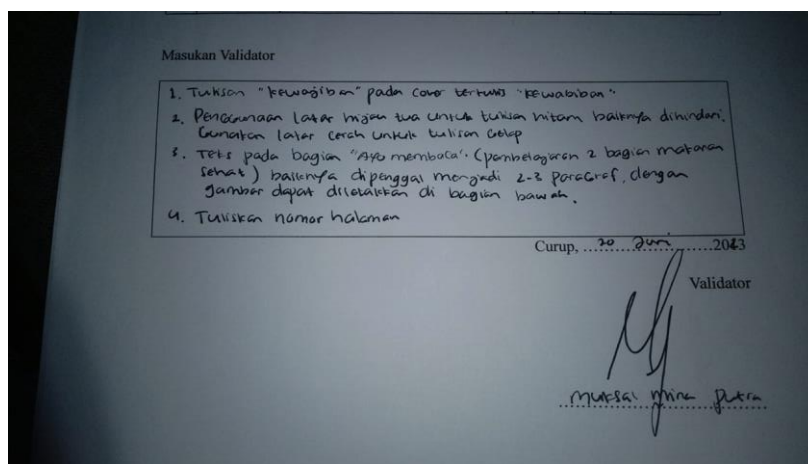 Masukan Validator
1. Tulisan "kewajiban" pada cover tertulis "kewabiban"
2. Penggunaan latar hijau tua untuk tulisan hitam baiknya dihindari.
Gunakan latar cerah untuk tulisan gelap
3. Teks pada bagian "Ayo membaca". (pembelajaran 2 bagian makanan
sehat) baiknya dipenggal menjadi 2-3 paragraf, dengan
gambar dapat diletakkan di bagian bawah.
4. Tuliskan nomor halaman
Curup, 20 Juni 2023
Validator
Putra